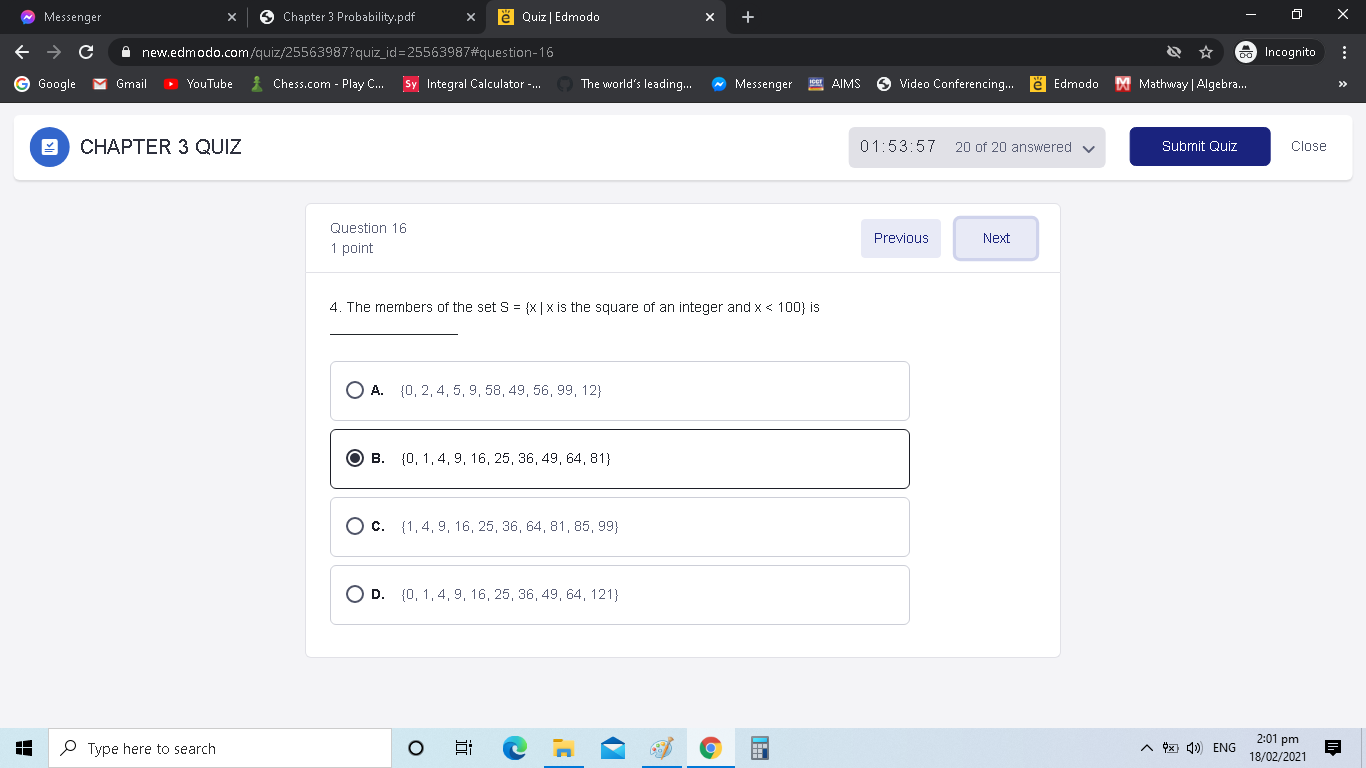 Messenger
Chapter 3 Probability.pdf
Quiz | Edmodo
new.edmodo.com/quiz/25563987?quiz_id=25563987#question-16
Incognito
Google
Gmail
YouTube
Chess.com - Play C...
Sy
Integral Calculator -...
The world's leading...
Messenger
AIMS
Video Conferencing...
Edmodo
Mathway | Algebra...
CHAPTER 3 QUIZ
01:53:57 20 of 20 answered
Submit Quiz
Close
Question 16
1 point
Previous
Next
4. The members of the set S = {x | x is the square of an integer and x < 100} is
________________
A. {0, 2, 4, 5, 9, 58, 49, 56, 99, 12}
B. {0, 1, 4, 9, 16, 25, 36, 49, 64, 81}
C. {1, 4, 9, 16, 25, 36, 64, 81, 85, 99}
D. {0, 1, 4, 9, 16, 25, 36, 49, 64, 121}
Type here to search
ENG
2:01 pm
18/02/2021